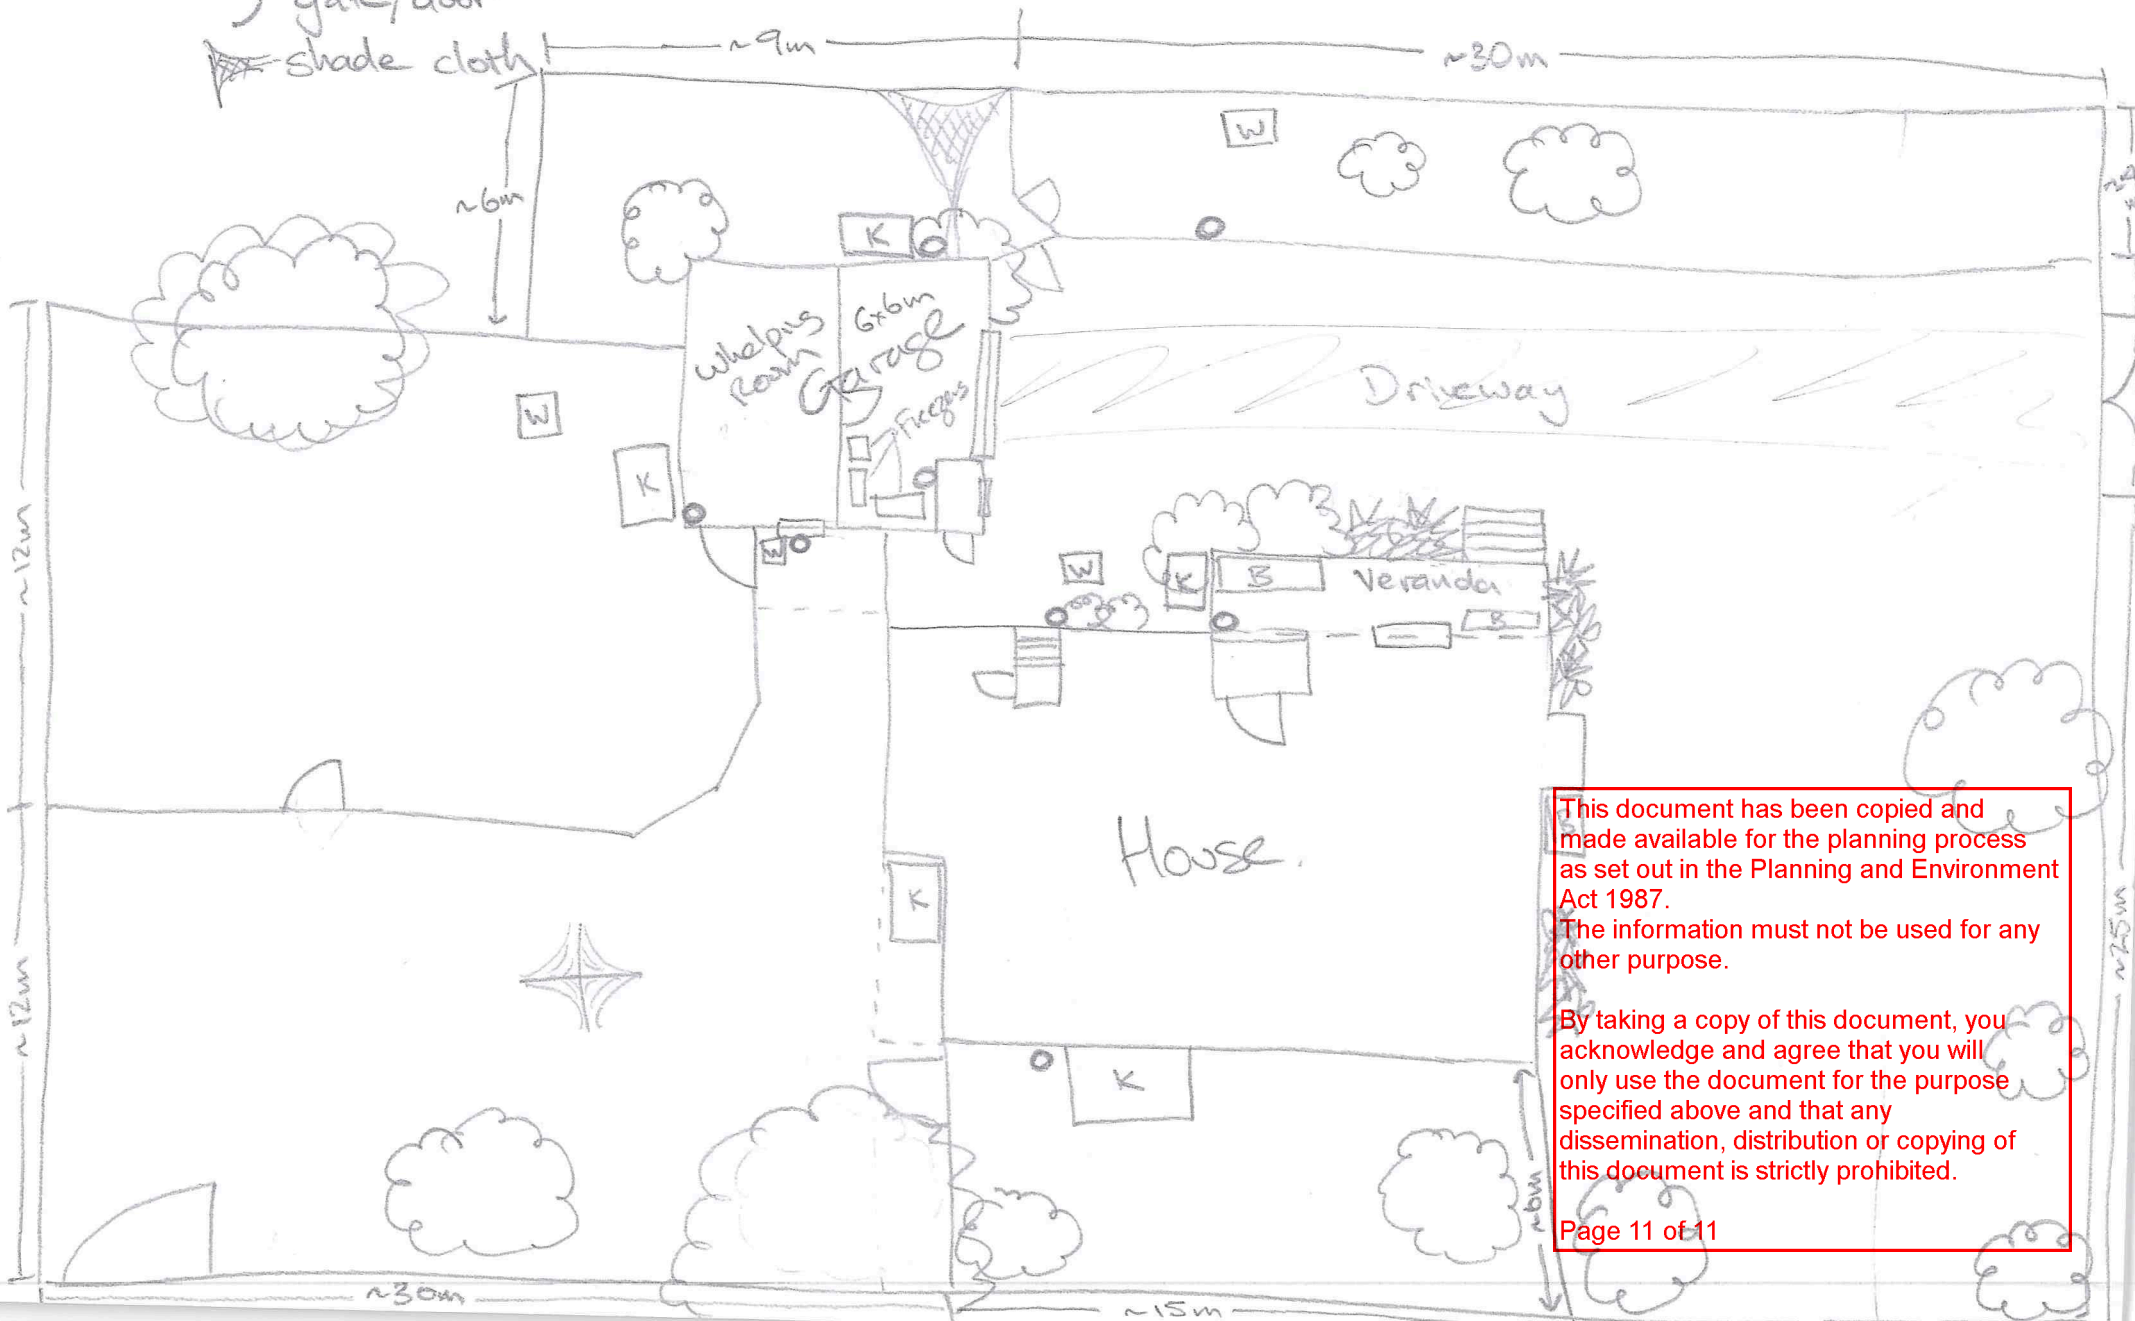 gate/door
shade cloth
~9m
~30m
W
~6m
K
Whelping
Room
6x6m
Garage
Driveway
W
K
~12m
W
W
K
B
Veranda
B
House.
K
~12m
~25m
K
~6m
~30m
~15m
This document has been copied and
made available for the planning process
as set out in the Planning and Environment
Act 1987.
The information must not be used for any
other purpose.
By taking a copy of this document, you
acknowledge and agree that you will
only use the document for the purpose
specified above and that any
dissemination, distribution or copying of
this document is strictly prohibited.
Page 11 of 11